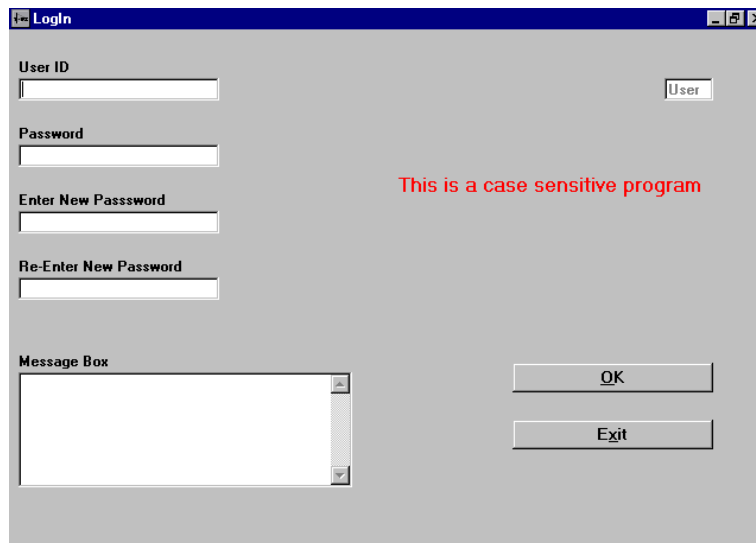 LogIn
User ID
User
Password
This is a case sensitive program
Enter New Passsword
Re-Enter New Password
Message Box
OK
Exit